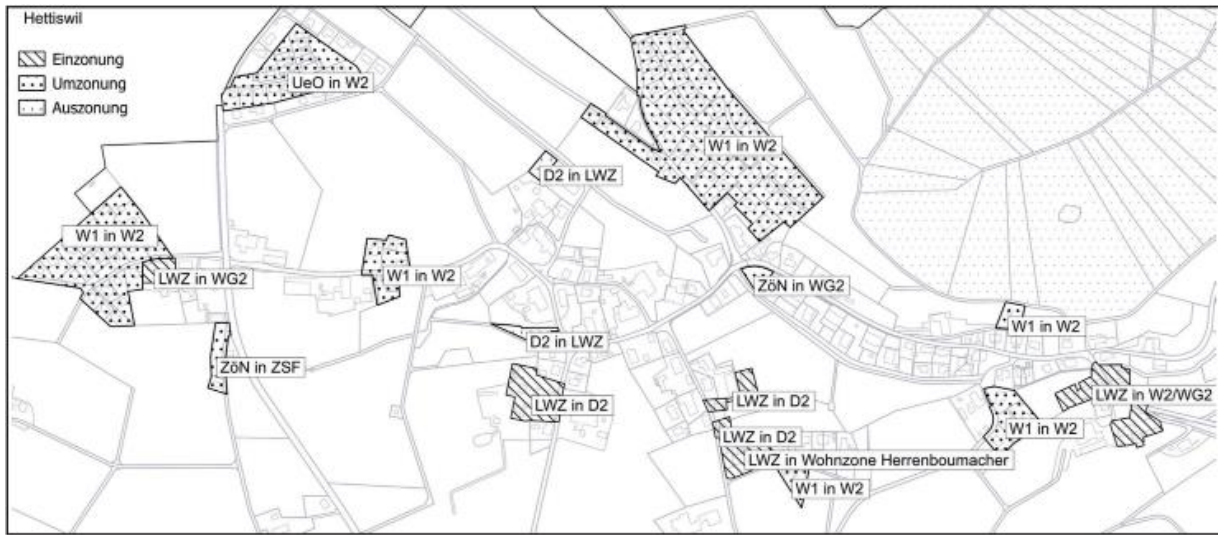 Hettiswil
Einzonung
Umzonung
Auszonung
UeO in W2
W1 in W2
D2 in LWZ
W1 in W2
LWZ in WG2
W1 in W2
ZöN in WG2
W1 in W2
D2 in LWZ
ZöN in ZSF
LWZ in D2
LWZ in D2
LWZ in W2/WG2
W1 in W2
LWZ in D2
LWZ in Wohnzone Herrenboumacher
W1 in W2